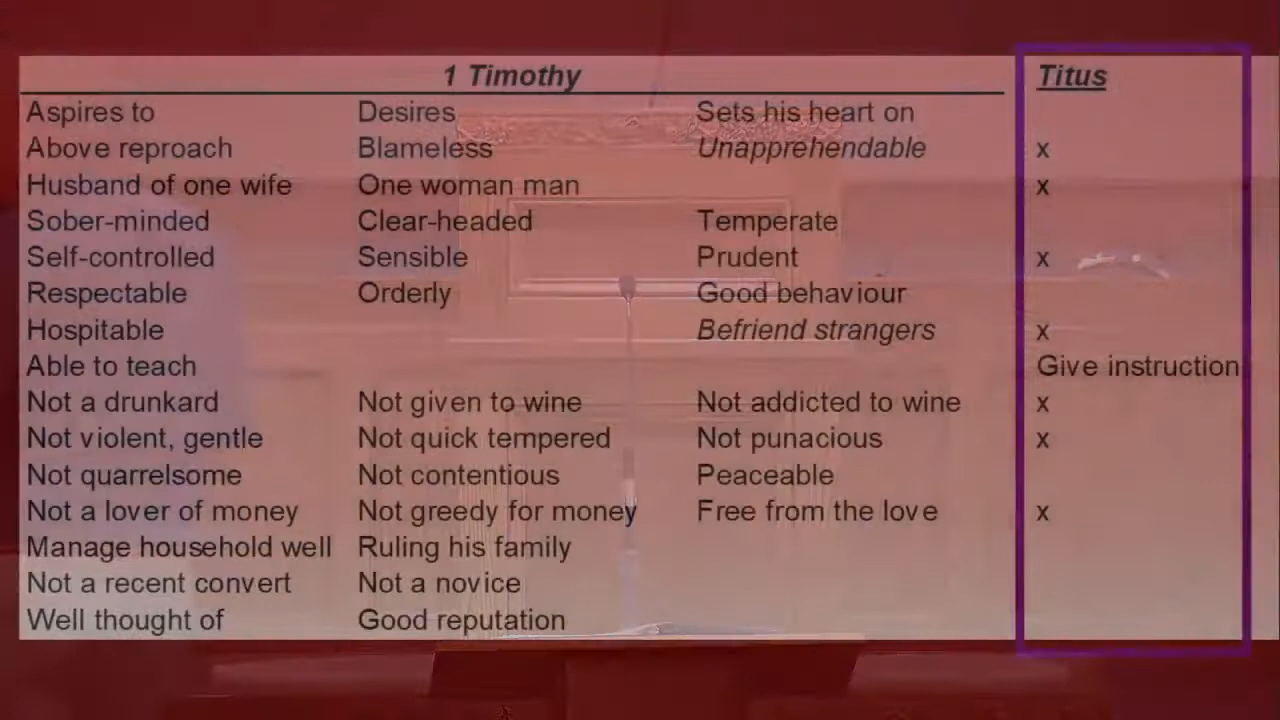 1 Timothy Titus
Aspires to Desires Sets his heart on
Above reproach Blameless Unapprehendable x
Husband of one wife One woman man x
Sober-minded Clear-headed Temperate
Self-controlled Sensible Prudent x
Respectable Orderly Good behaviour
Hospitable Befriend strangers x
Able to teach Give instruction
Not a drunkard Not given to wine Not addicted to wine x
Not violent, gentle Not quick tempered Not punacious x
Not quarrelsome Not contentious Peaceable
Not a lover of money Not greedy for money Free from the love x
Manage household well Ruling his family
Not a recent convert Not a novice
Well thought of Good reputation